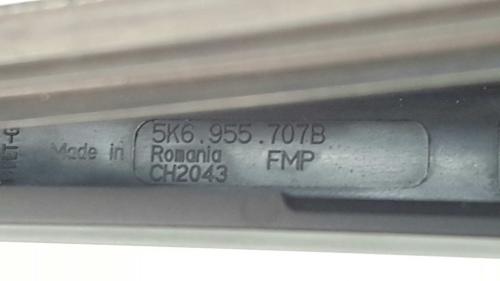 5K6.955.707B
Made in Romania FMP
CH2043